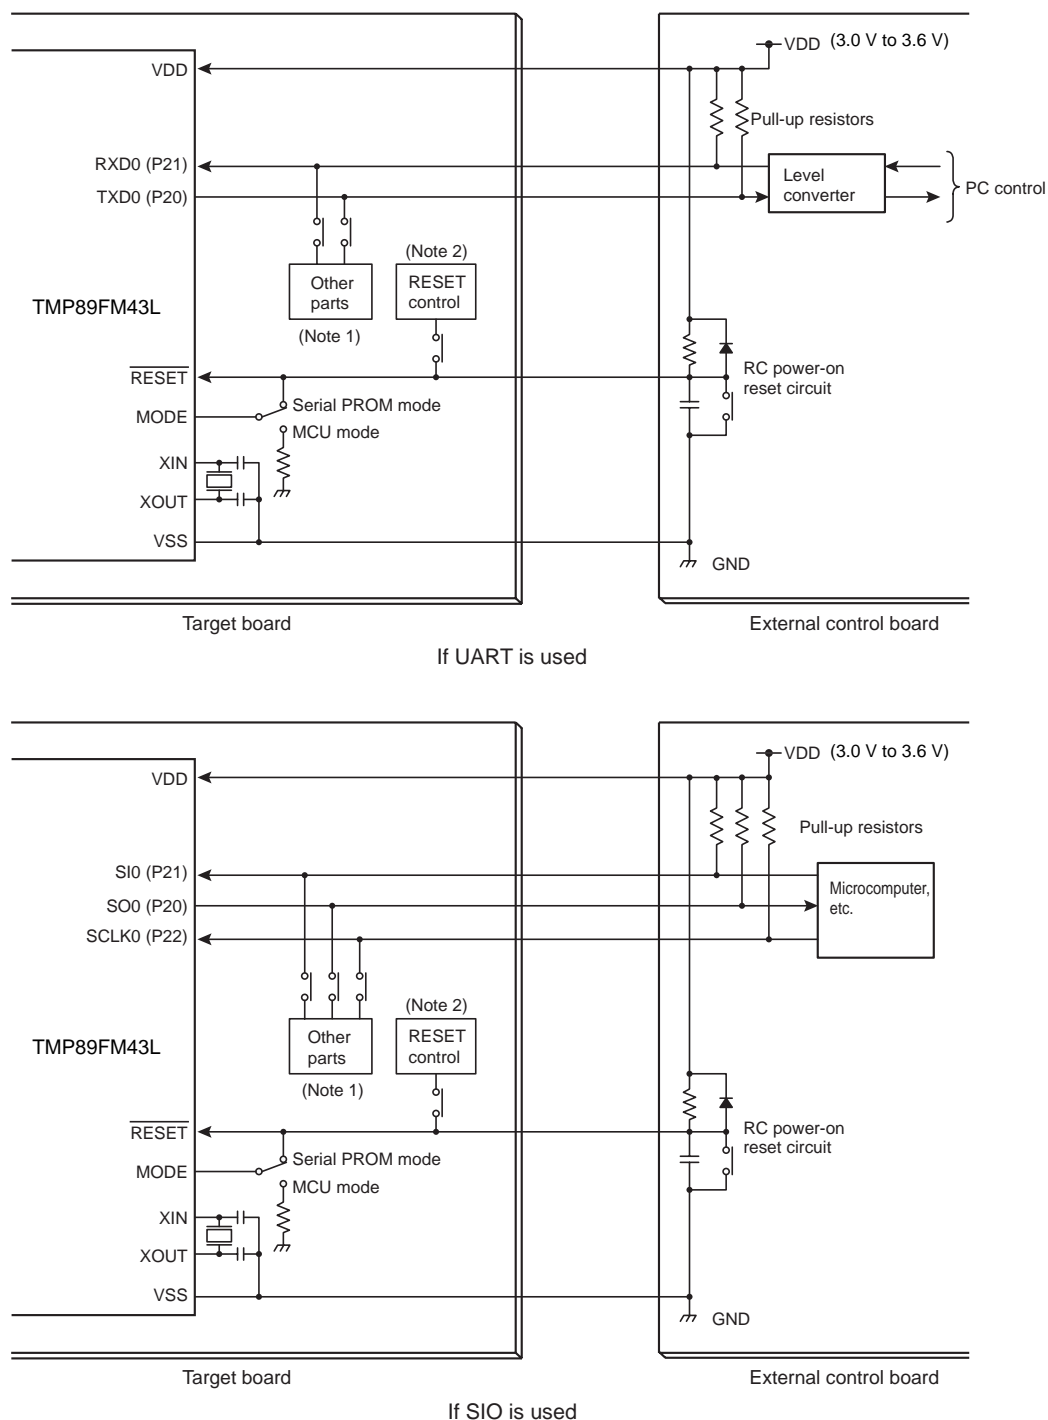 VDD (3.0 V to 3.6 V)
VDD
Pull-up resistors
RXD0 (P21)
TXD0 (P20)
Level
converter
PC control
(Note 2)
Other
parts
RESET
control
TMP89FM43L
(Note 1)
RESET
RC power-on
reset circuit
Serial PROM mode
MODE
MCU mode
XIN
XOUT
VSS
GND
Target board
External control board
If UART is used
VDD (3.0 V to 3.6 V)
VDD
Pull-up resistors
SI0 (P21)
SO0 (P20)
SCLK0 (P22)
Microcomputer,
etc.
(Note 2)
Other
parts
RESET
control
TMP89FM43L
(Note 1)
RESET
RC power-on
reset circuit
Serial PROM mode
MODE
MCU mode
XIN
XOUT
VSS
GND
Target board
External control board
If SIO is used